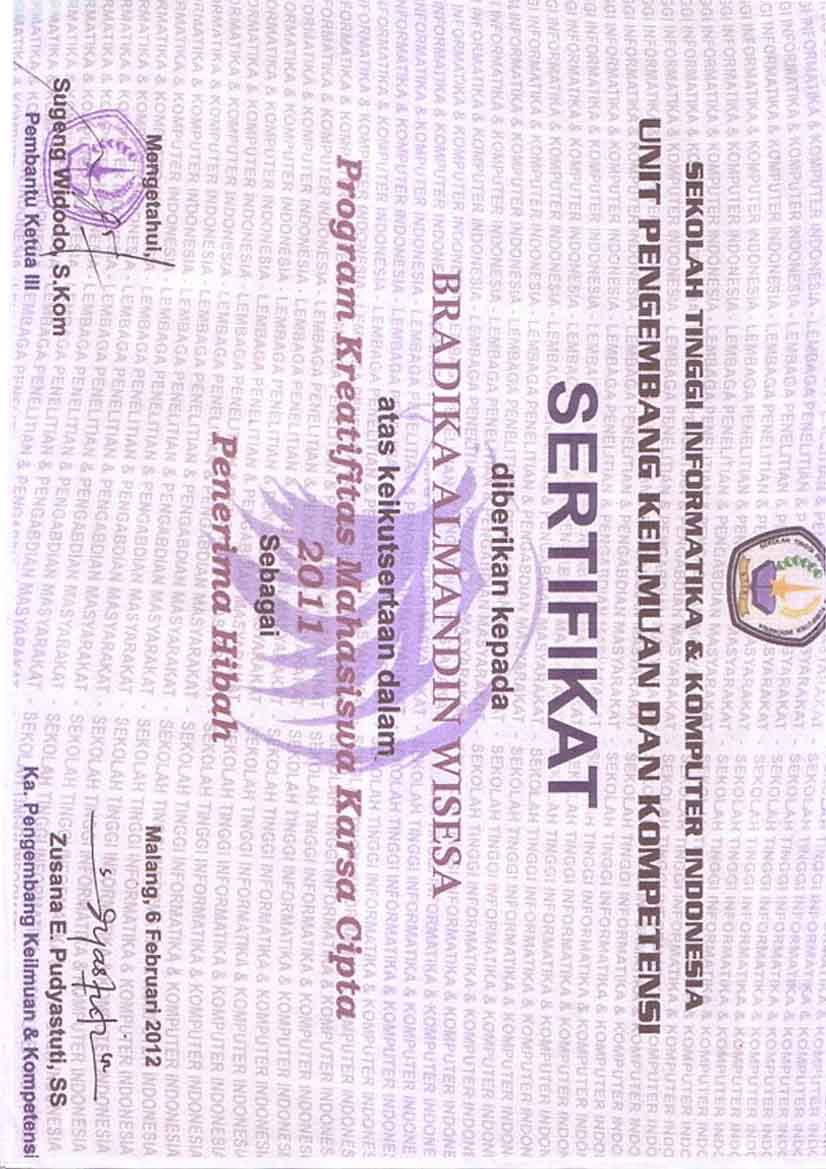 SEKOLAH TINGGI INFORMATIKA & KOMPUTER INDONESIA
UNIT PENGEMBANG KEILMUAN DAN KOMPETENSI
SERTIFIKAT
diberikan kepada
BRADIKA ALMANDIN WISESA
atas keikutsertaan dalam
Program Kreatifitas Mahasiswa Karsa Cipta
2011
Sebagai
Penerima Hibah
Mengetahui,
Sugeng Widodo, S.Kom
Pembantu Ketua III
Malang, 6 Februari 2012
Zusana E. Pudyastuti, SS
Ka. Pengembang Keilmuan & Kompetensi